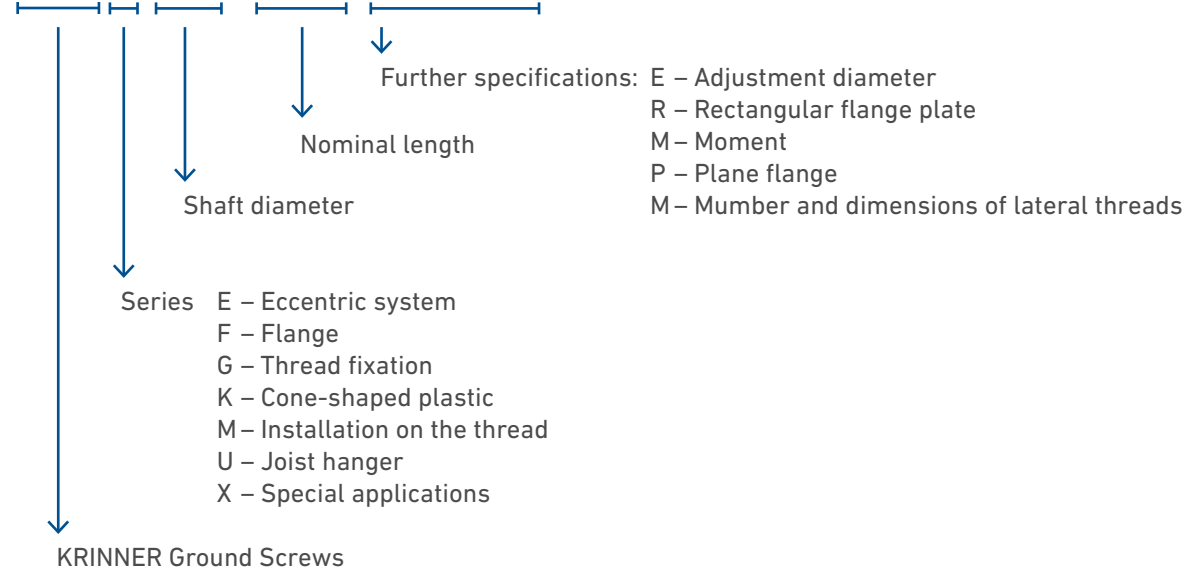 Further specifications: E – Adjustment diameter
R – Rectangular flange plate
M – Moment
P – Plane flange
M – Mumber and dimensions of lateral threads
Nominal length
Shaft diameter
Series E – Eccentric system
F – Flange
G – Thread fixation
K – Cone-shaped plastic
M – Installation on the thread
U – Joist hanger
X – Special applications
KRINNER Ground Screws